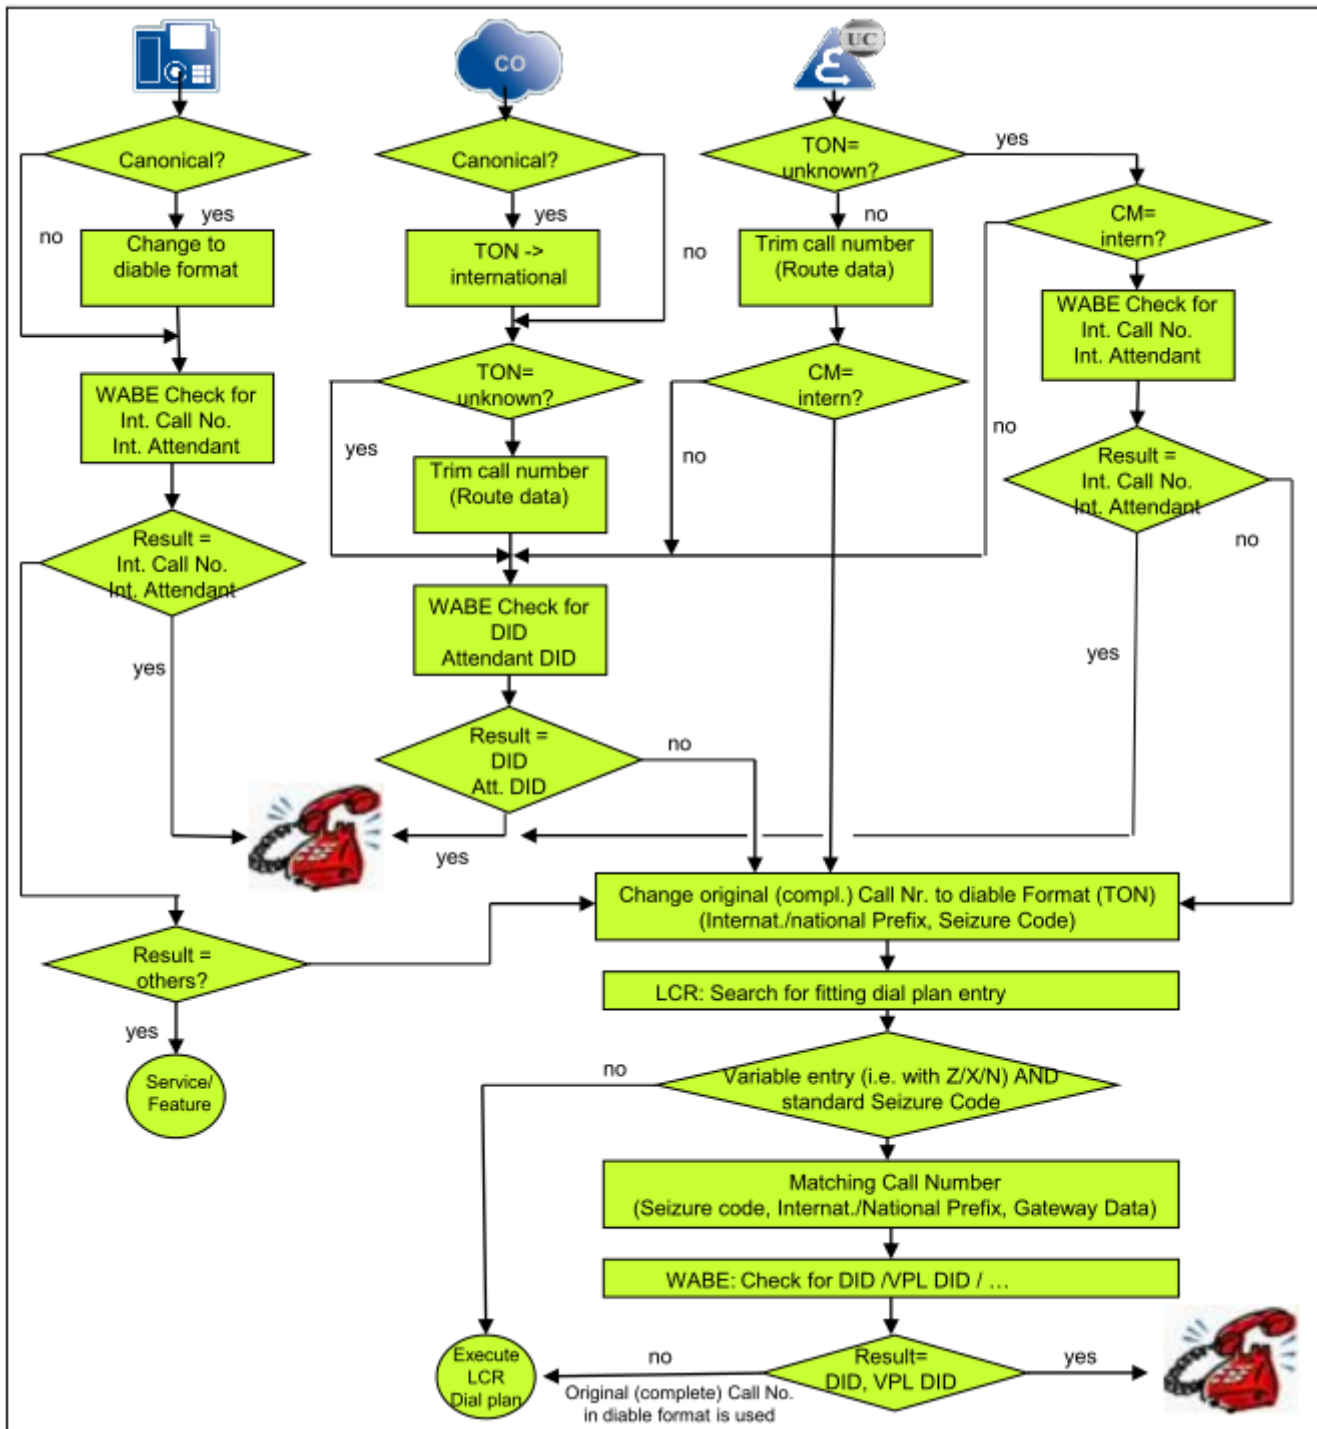 CO
UC
Canonical?
Canonical?
TON=
unknown?
yes
no
yes
Change to
diable format
yes
TON ->
international
no
no
Trim call number
(Route data)
CM=
intern?
WABE Check for
Int. Call No.
Int. Attendant
TON=
unknown?
CM=
intern?
WABE Check for
Int. Call No.
Int. Attendant
yes
Trim call number
(Route data)
no
no
Result =
Int. Call No.
Int. Attendant
no
Result =
Int. Call No.
Int. Attendant
WABE Check for
DID
Attendant DID
yes
yes
Result =
DID
Att. DID
no
yes
Change original (compl.) Call Nr. to diable Format (TON)
(Internat./national Prefix, Seizure Code)
Result =
others?
LCR: Search for fitting dial plan entry
yes
Service/
Feature
no
Variable entry (i.e. with Z/X/N) AND
standard Seizure Code
Matching Call Number
(Seizure code, Internat./National Prefix, Gateway Data)
WABE: Check for DID /VPL DID / …
Execute
LCR
Dial plan
no
Original (complete) Call No.
in diable format is used
Result=
DID, VPL DID
yes